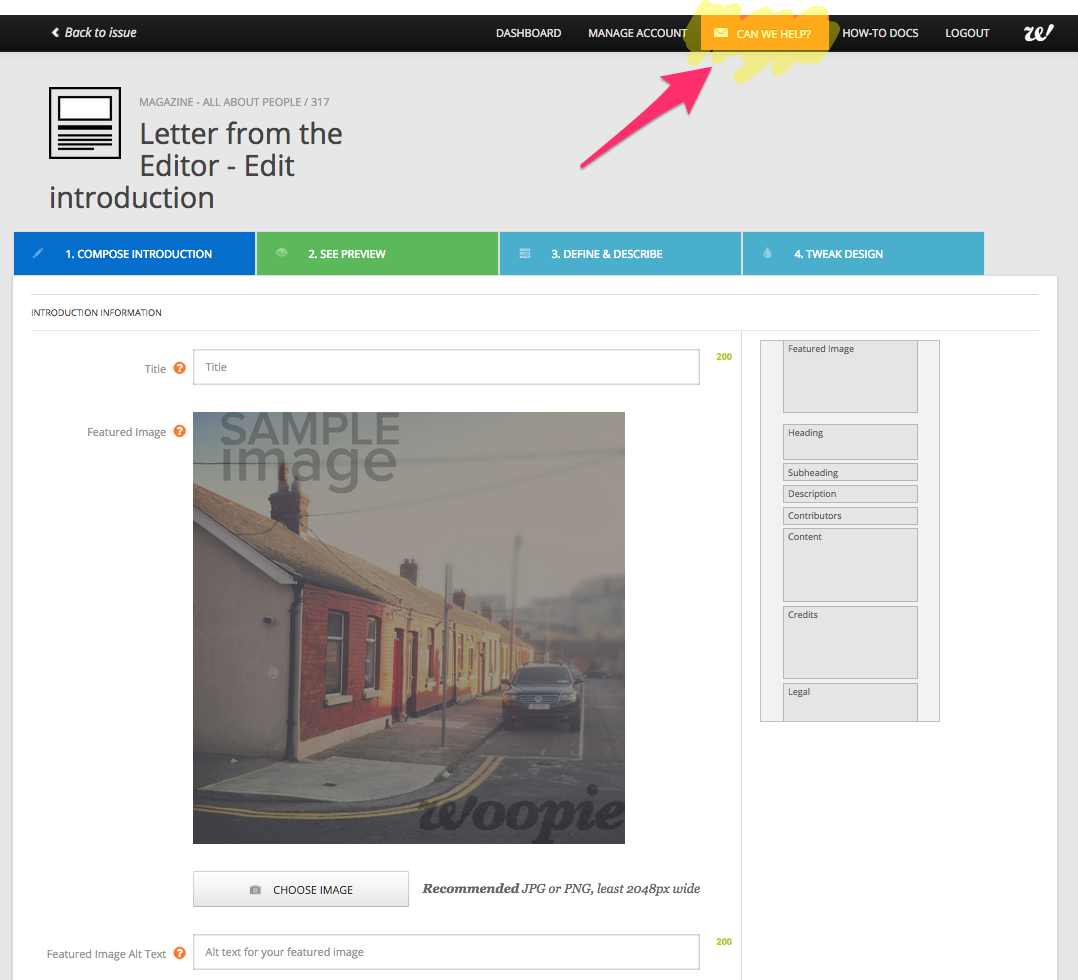 Back to issue
DASHBOARD
MANAGE ACCOUNT
CAN WE HELP?
HOW-TO DOCS
LOGOUT
w!
MAGAZINE - ALL ABOUT PEOPLE / 317
Letter from the
Editor - Edit
introduction
1. COMPOSE INTRODUCTION
2. SEE PREVIEW
3. DEFINE & DESCRIBE
4. TWEAK DESIGN
INTRODUCTION INFORMATION
Title ?
Title
200
Featured Image ?
SAMPLE
image
woopie
CHOOSE IMAGE
Recommended JPG or PNG, least 2048px wide
Featured Image Alt Text ?
Alt text for your featured image
200
Featured Image
Heading
Subheading
Description
Contributors
Content
Credits
Legal